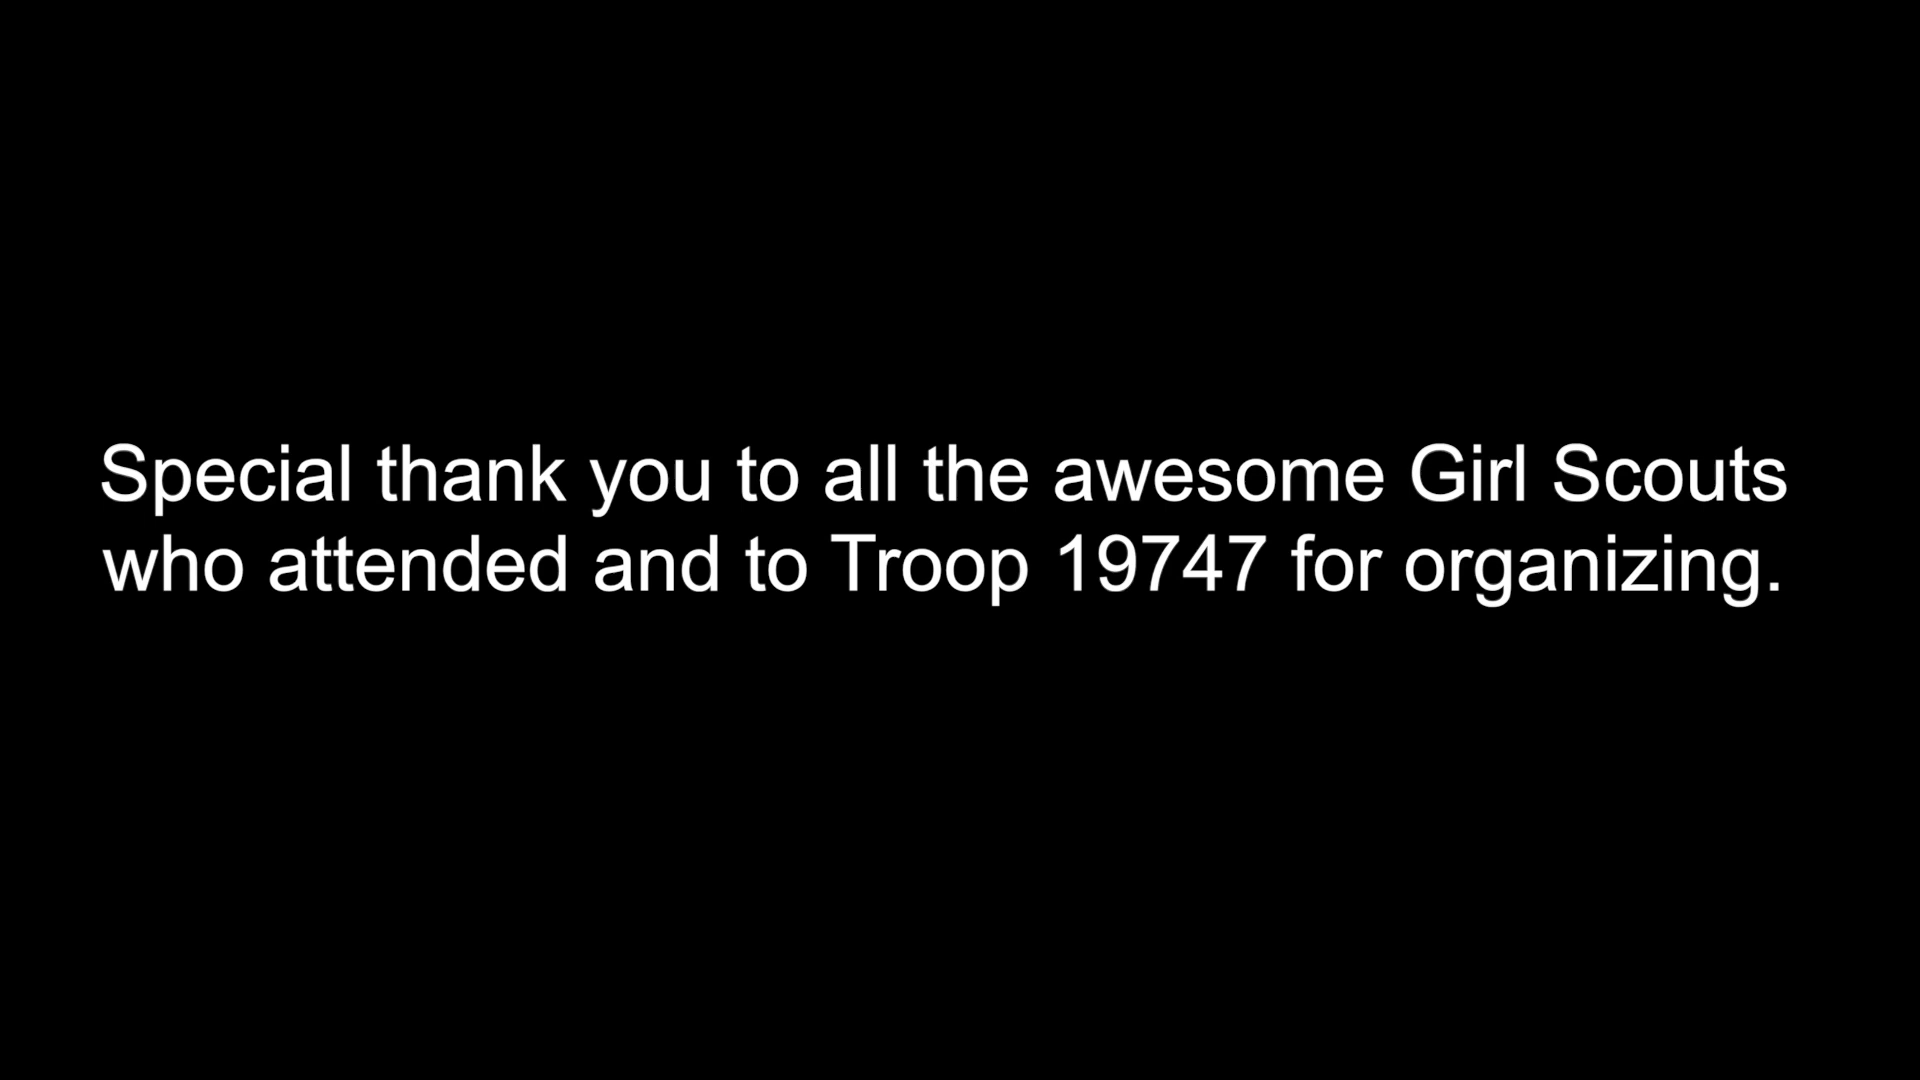 Special thank you to all the awesome Girl Scouts
who attended and to Troop 19747 for organizing.